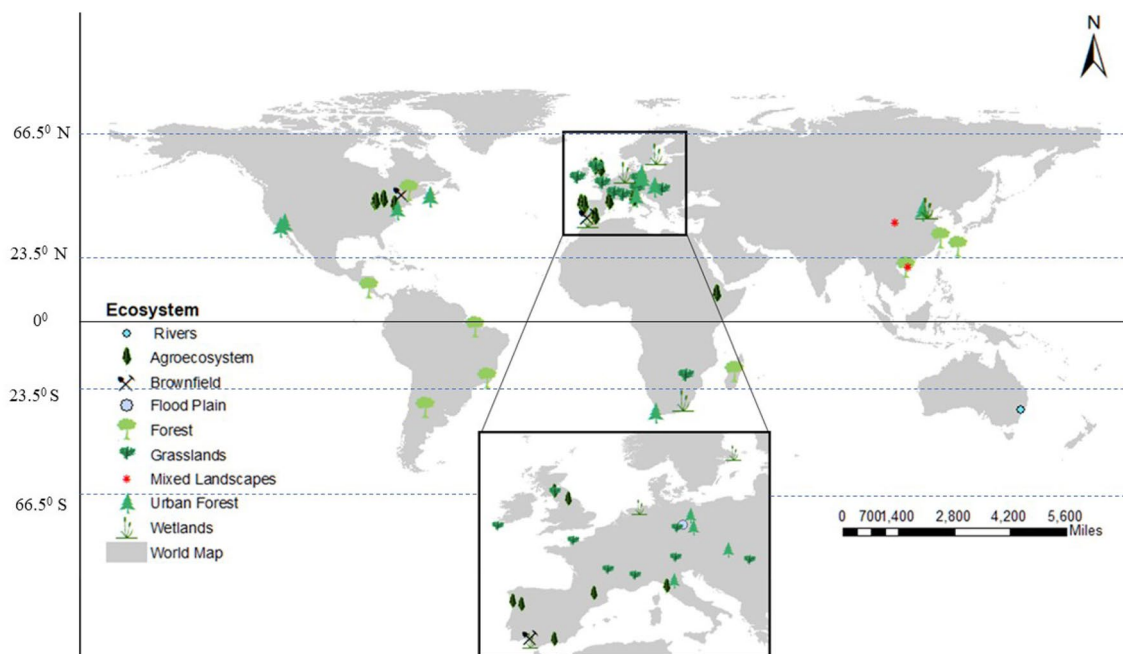 N
66.5⁰ N
23.5⁰ N
0⁰
23.5⁰ S
66.5⁰ S
Ecosystem
Rivers
Agroecosystem
Brownfield
Flood Plain
Forest
Grasslands
Mixed Landscapes
Urban Forest
Wetlands
World Map
0 7001,400 2,800 4,200 5,600
Miles